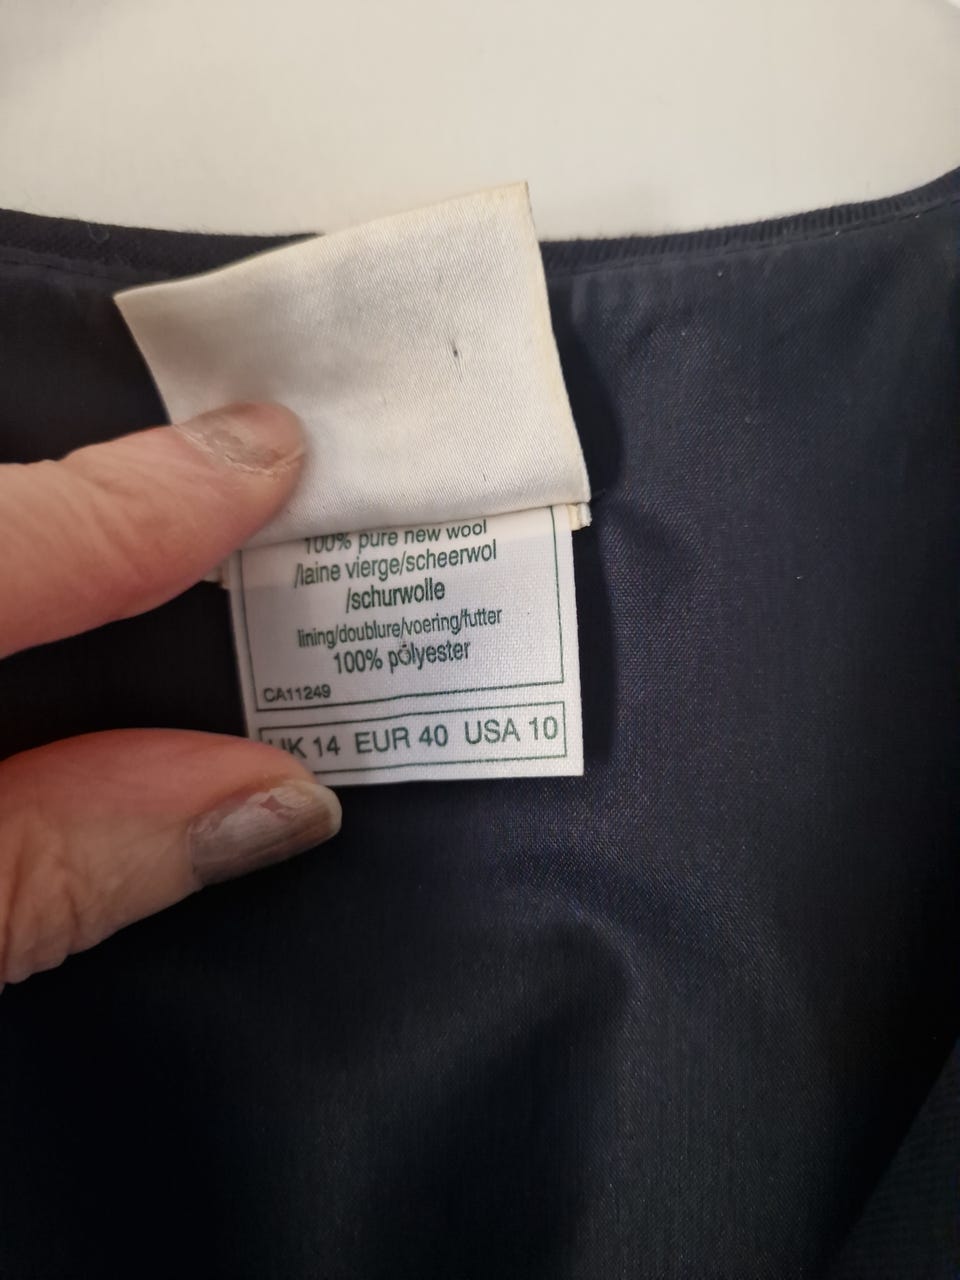 100% pure new wool
/laine vierge/scheerwol
/schurwolle
lining/doublure/voering/futter
100% polyester
CA11249
UK 14 EUR 40 USA 10